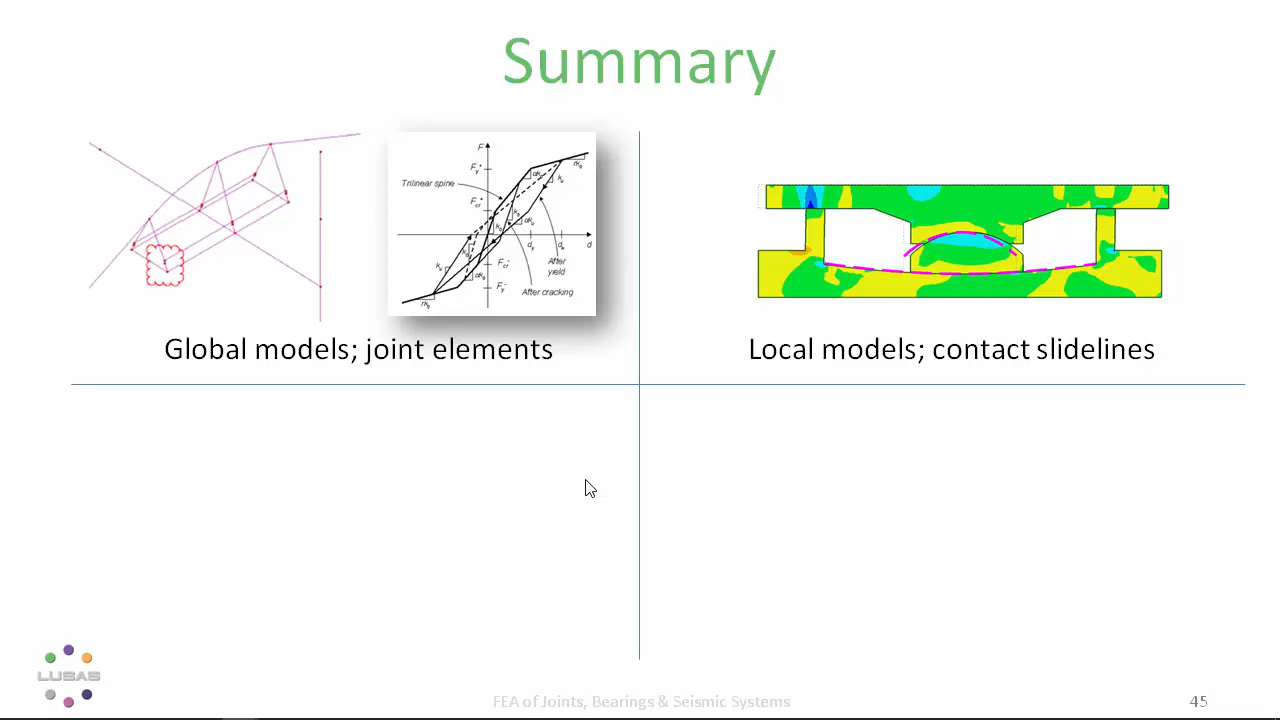 Summary
F
Trilinear spine
After
yield
After cracking
d
Global models; joint elements
Local models; contact slidelines
LUSAS
FEA of Joints, Bearings & Seismic Systems
45